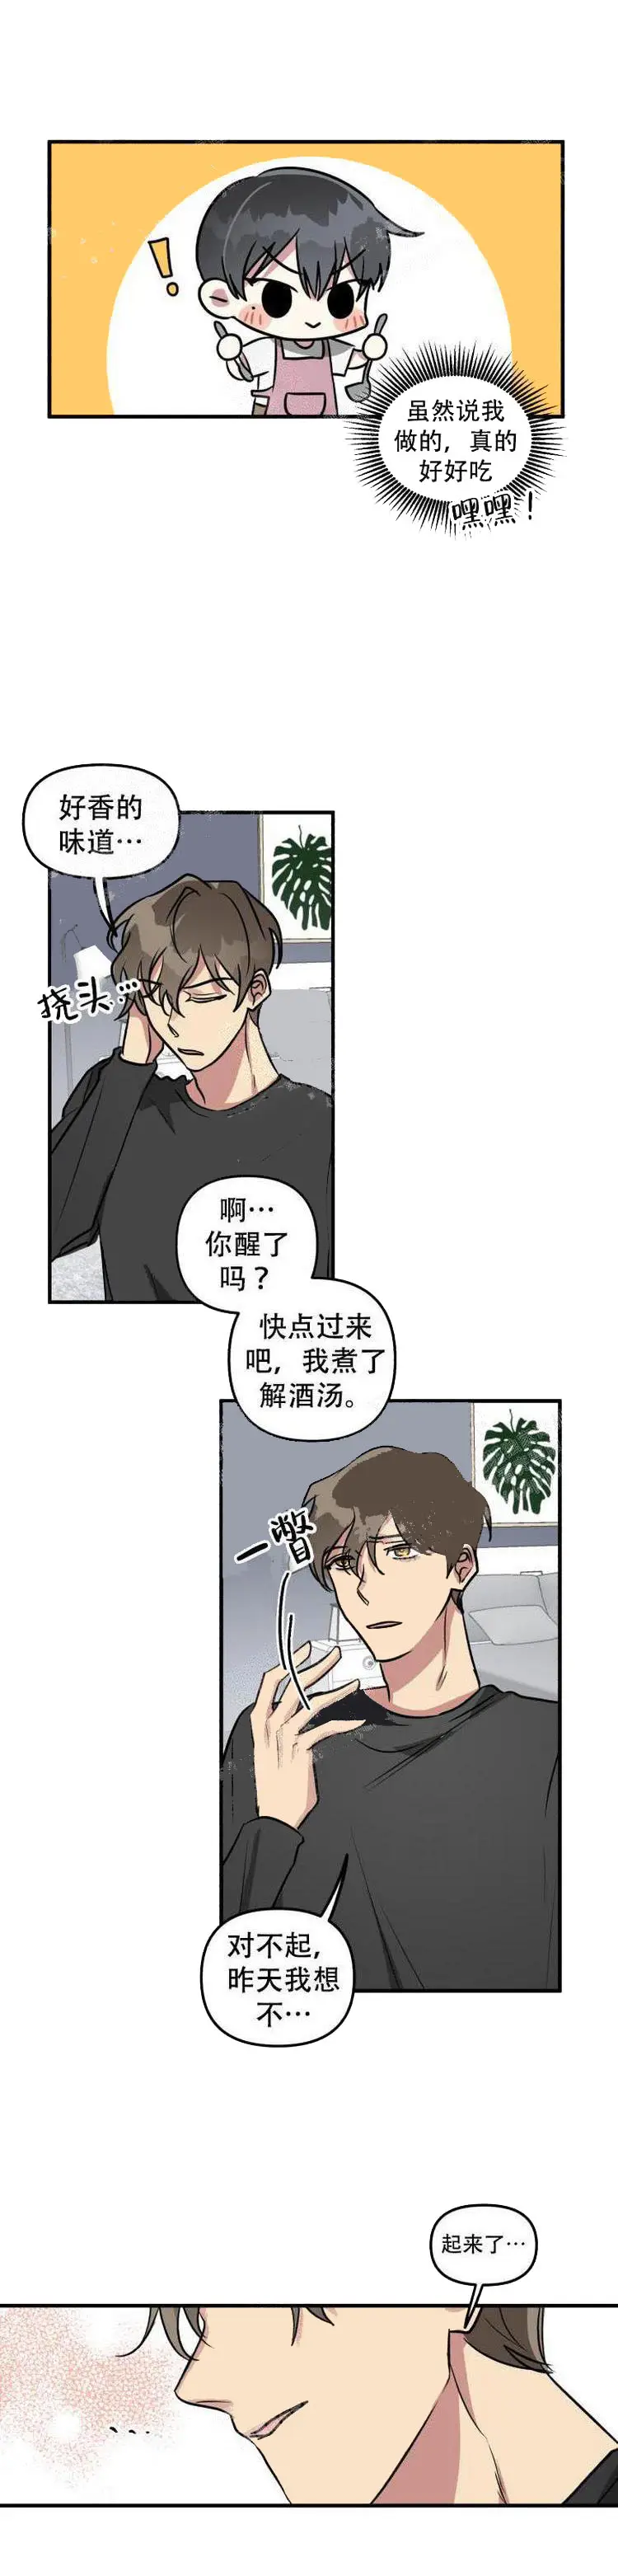 虽然说我
做的，真的
好好吃
嘿嘿！
好香的
味道…
挠头…
啊…
你醒了
吗？
快点过来
吧，我煮了
解酒汤。
一瞥
对不起，
昨天我想
不…
起来了…